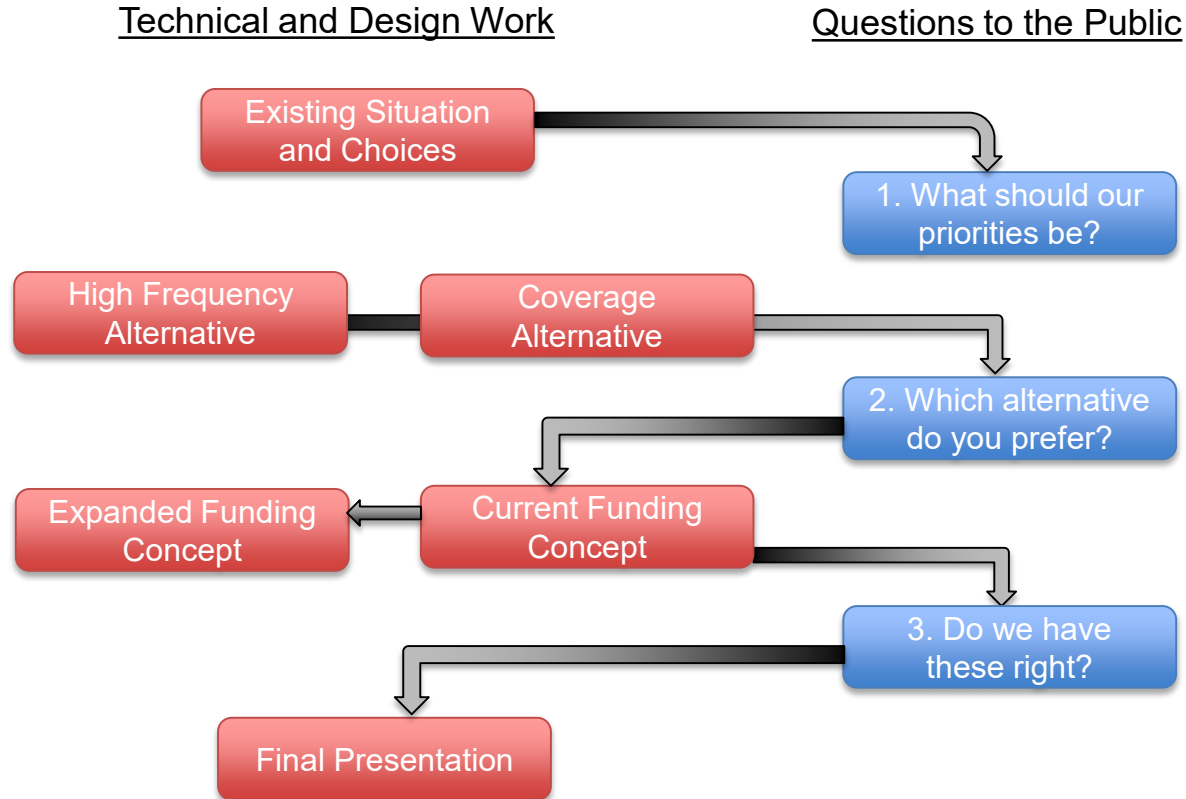 Technical and Design Work
Questions to the Public
Existing Situation
and Choices
1. What should our
priorities be?
High Frequency
Alternative
Coverage
Alternative
2. Which alternative
do you prefer?
Expanded Funding
Concept
Current Funding
Concept
3. Do we have
these right?
Final Presentation